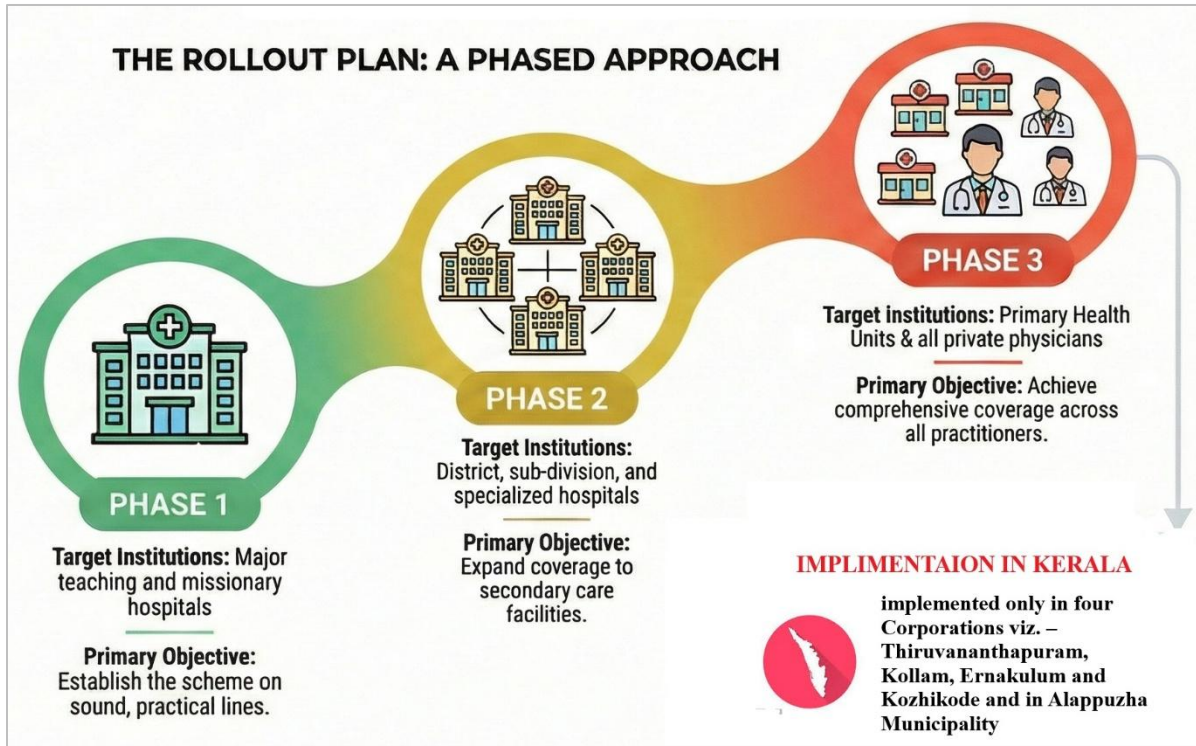 THE ROLLOUT PLAN: A PHASED APPROACH
PHASE 1
Target Institutions: Major
teaching and missionary
hospitals
Primary Objective:
Establish the scheme on
sound, practical lines.
PHASE 2
Target Institutions:
District, sub-division, and
specialized hospitals
Primary Objective:
Expand coverage to
secondary care
facilities.
PHASE 3
Target institutions: Primary Health
Units & all private physicians
Primary Objective: Achieve
comprehensive coverage across
all practitioners.
IMPLIMENTAION IN KERALA
implemented only in four
Corporations viz. –
Thiruvananthapuram,
Kollam, Ernakulum and
Kozhikode and in Alappuzha
Municipality